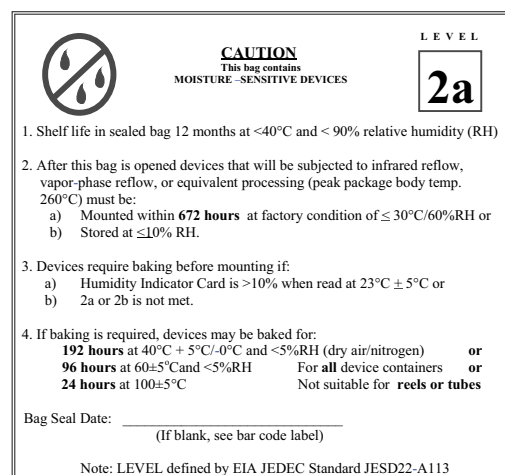 LEVEL
CAUTION
2a
This bag contains
MOISTURE –SENSITIVE DEVICES
1. Shelf life in sealed bag 12 months at <40°C and < 90% relative humidity (RH)
2. After this bag is opened devices that will be subjected to infrared reflow,
vapor-phase reflow, or equivalent processing (peak package body temp.
260°C) must be:
a) Mounted within 672 hours at factory condition of ≤ 30°C/60%RH or
b) Stored at ≤10% RH.
3. Devices require baking before mounting if:
a) Humidity Indicator Card is >10% when read at 23°C ± 5°C or
b) 2a or 2b is not met.
4. If baking is required, devices may be baked for:
192 hours at 40°C + 5°C/-0°C and <5%RH (dry air/nitrogen) or
96 hours at 60±5°Cand <5%RH For all device containers or
24 hours at 100±5°C Not suitable for reels or tubes
Bag Seal Date: ______________________________
(If blank, see bar code label)
Note: LEVEL defined by EIA JEDEC Standard JESD22-A113